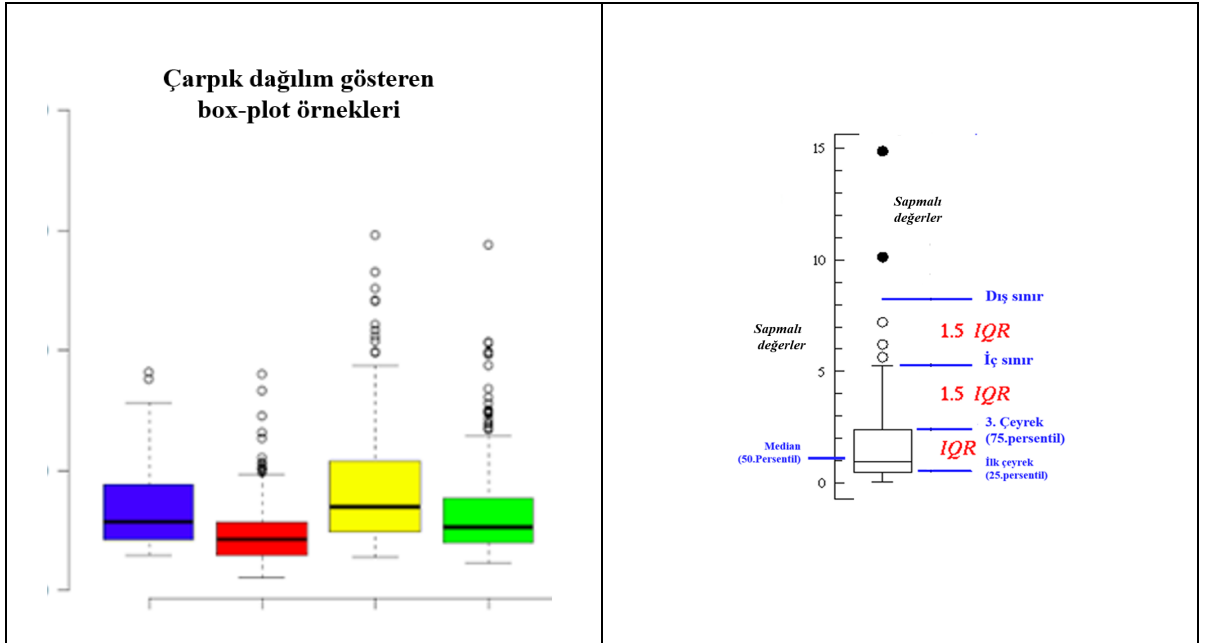 Çarpık dağılım gösteren
box-plot örnekleri
15
Sapmalı
değerler
10
Dış sınır
1.5 IQR
Sapmalı
değerler
İç sınır
5
1.5 IQR
3. Çeyrek
(75.persentil)
IQR
Median
(50.Persentil)
İlk çeyrek
(25.persentil)
0